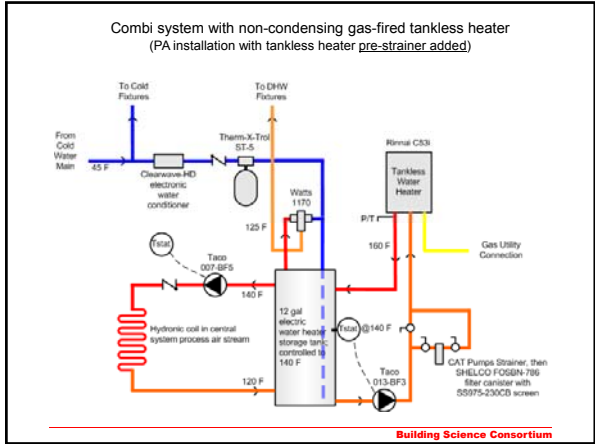 Combi system with non-condensing gas-fired tankless heater
(PA installation with tankless heater pre-strainer added)
To Cold
Fixtures
To DHW
Fixtures
From
Cold
Water
Main
45 F
Clearwave-HD
electronic
water
conditioner
Therm-X-Trol
ST-5
Rinnai C53i
Tankless
Water
Heater
Watts
1170
125 F
P/T
160 F
Gas Utility
Connection
Tstat
Taco
007-BF5
140 F
Hydronic coil in central
system process air stream
12 gal
electric
water heater
storage tank
controlled to
140 F
Tstat
@140 F
120 F
Taco
013-BF3
CAT Pumps Strainer, then
SHELCO FOSBN-786
filter canister with
SS975-230CB screen
Building Science Consortium